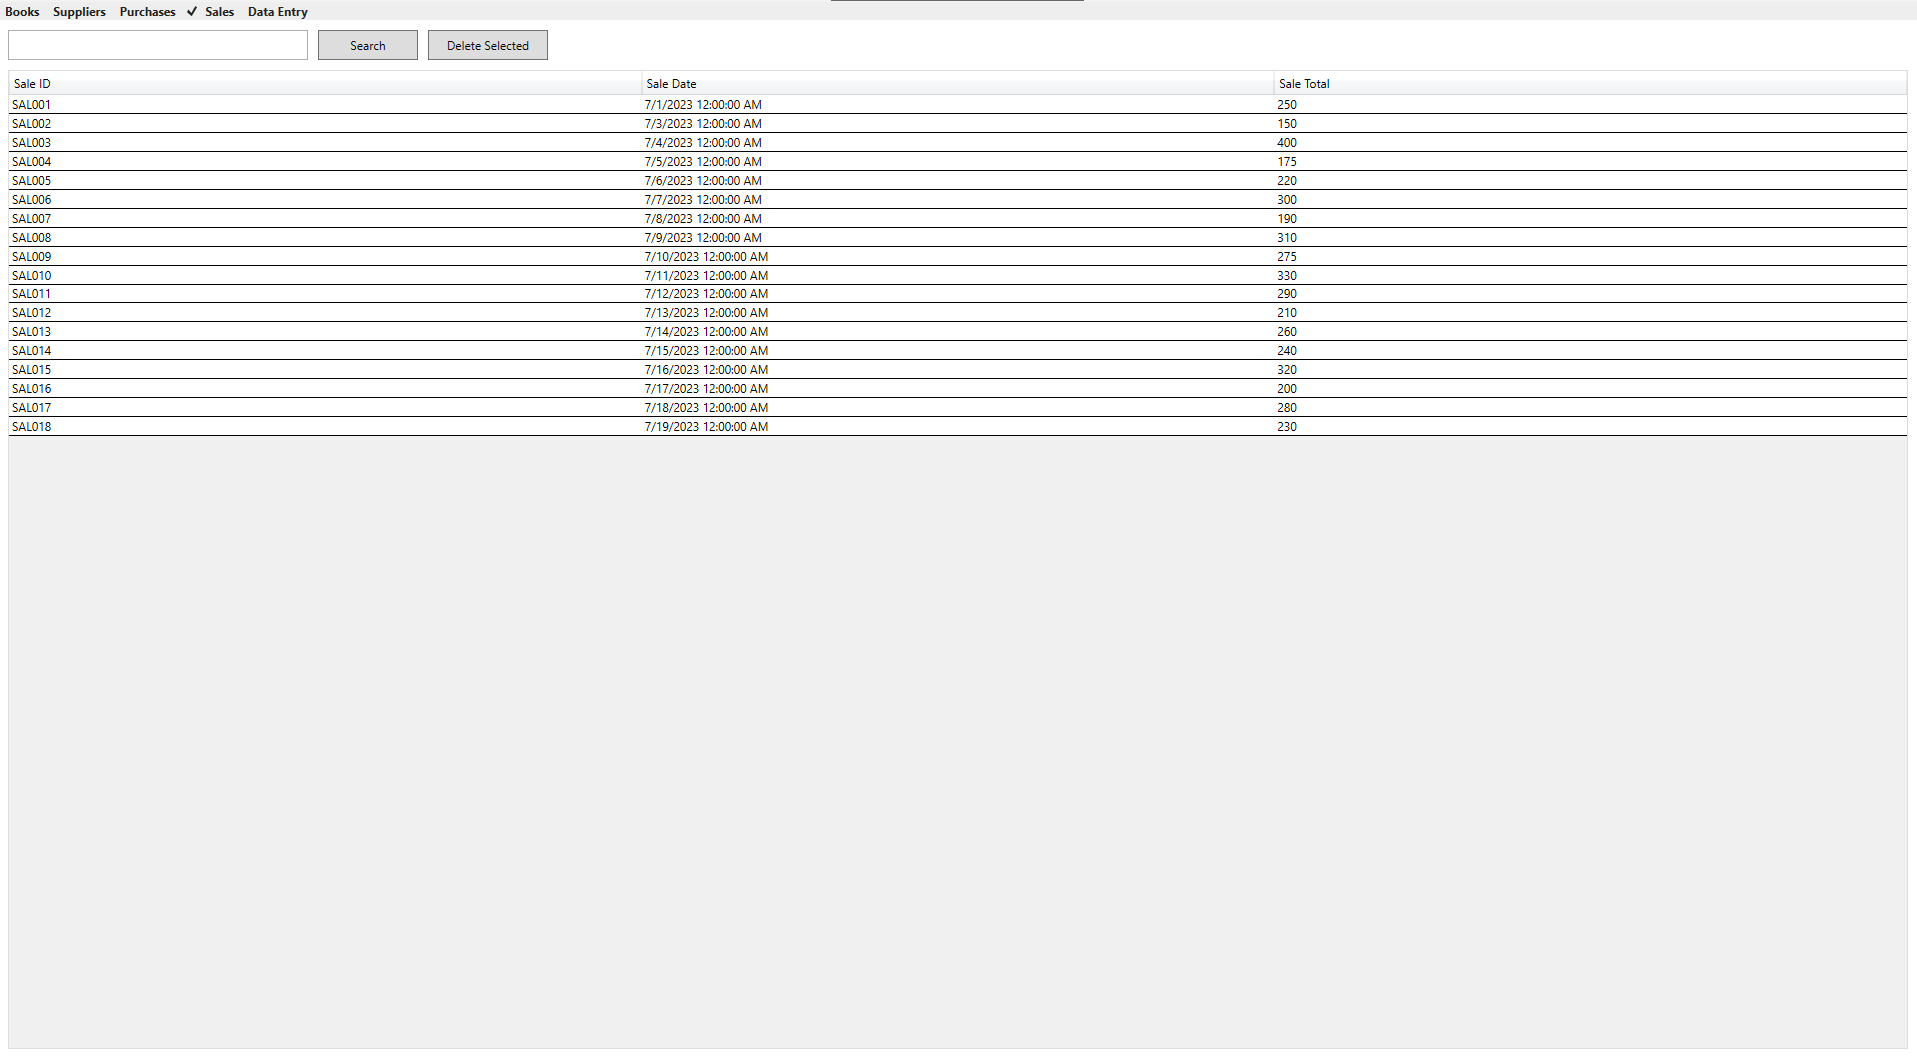 Books Suppliers Purchases ✓ Sales Data Entry
Search Delete Selected
Sale ID Sale Date Sale Total
SAL001 7/1/2023 12:00:00 AM 250
SAL002 7/3/2023 12:00:00 AM 150
SAL003 7/4/2023 12:00:00 AM 400
SAL004 7/5/2023 12:00:00 AM 175
SAL005 7/6/2023 12:00:00 AM 220
SAL006 7/7/2023 12:00:00 AM 300
SAL007 7/8/2023 12:00:00 AM 190
SAL008 7/9/2023 12:00:00 AM 310
SAL009 7/10/2023 12:00:00 AM 275
SAL010 7/11/2023 12:00:00 AM 330
SAL011 7/12/2023 12:00:00 AM 290
SAL012 7/13/2023 12:00:00 AM 210
SAL013 7/14/2023 12:00:00 AM 260
SAL014 7/15/2023 12:00:00 AM 240
SAL015 7/16/2023 12:00:00 AM 320
SAL016 7/17/2023 12:00:00 AM 200
SAL017 7/18/2023 12:00:00 AM 280
SAL018 7/19/2023 12:00:00 AM 230